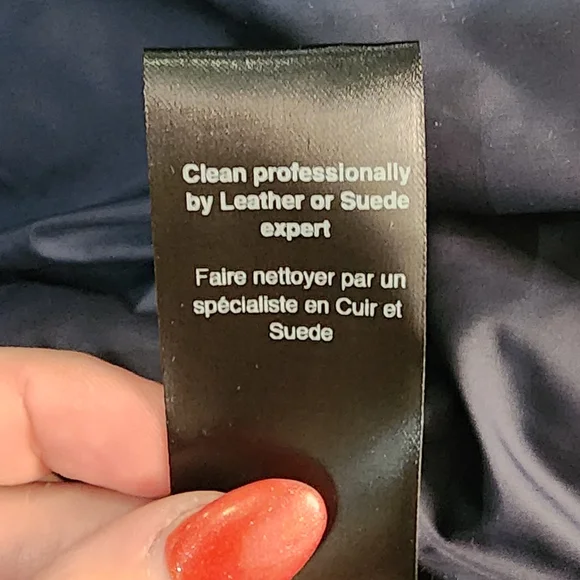 Clean professionally
by Leather or Suede
expert
Faire nettoyer par un
spécialiste en Cuir et
Suede